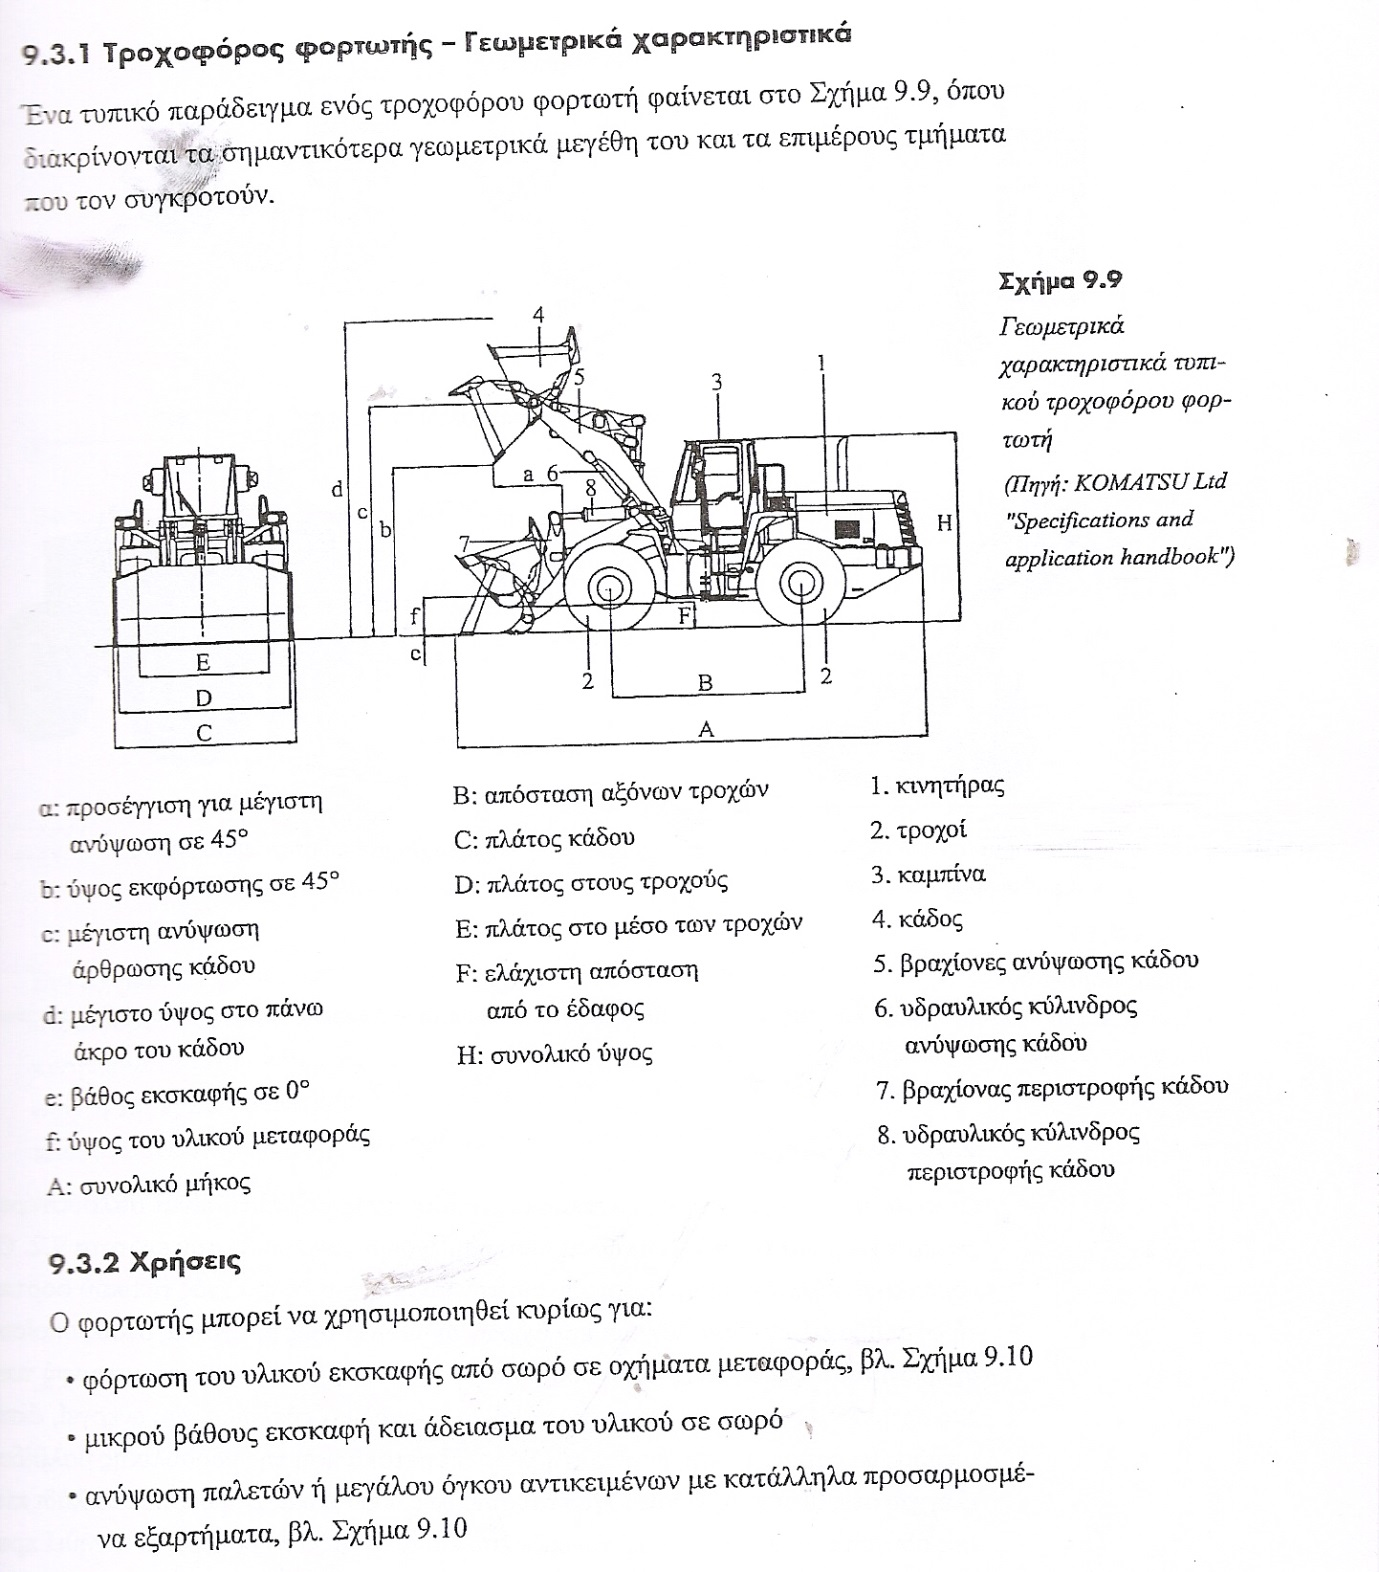 9.3.1 Τροχοφόρος φορτωτής – Γεωμετρικά χαρακτηριστικά
Ένα τυπικό παράδειγμα ενός τροχοφόρου φορτωτή φαίνεται στο Σχήμα 9.9, όπου
διακρίνονται τα σημαντικότερα γεωμετρικά μεγέθη του και τα επιμέρους τμήματα
που τον συγκροτούν.
Σχήμα 9.9
Γεωμετρικά
χαρακτηριστικά τυπι-
κού τροχοφόρου φορ-
τωτή
(Πηγή: KOMATSU Ltd
"Specifications and
application handbook")
4
5
3
1
d
c
b
a
6
8
7
H
f
F
c
E
D
C
2
B
2
A
a: προσέγγιση για μέγιστη
ανύψωση σε 45°
b: ύψος εκφόρτωσης σε 45°
c: μέγιστη ανύψωση
άρθρωσης κάδου
d: μέγιστο ύψος στο πάνω
άκρο του κάδου
e: βάθος εκσκαφής σε 0°
f: ύψος του υλικού μεταφοράς
A: συνολικό μήκος
B: απόσταση αξόνων τροχών
C: πλάτος κάδου
D: πλάτος στους τροχούς
E: πλάτος στο μέσο των τροχών
F: ελάχιστη απόσταση
από το έδαφος
H: συνολικό ύψος
1. κινητήρας
2. τροχοί
3. καμπίνα
4. κάδος
5. βραχίονες ανύψωσης κάδου
6. υδραυλικός κύλινδρος
ανύψωσης κάδου
7. βραχίονας περιστροφής κάδου
8. υδραυλικός κύλινδρος
περιστροφής κάδου
9.3.2 Χρήσεις
Ο φορτωτής μπορεί να χρησιμοποιηθεί κυρίως για:
• φόρτωση του υλικού εκσκαφής από σωρό σε οχήματα μεταφοράς, βλ. Σχήμα 9.10
• μικρού βάθους εκσκαφή και άδειασμα του υλικού σε σωρό
• ανύψωση παλετών ή μεγάλου όγκου αντικειμένων με κατάλληλα προσαρμοσμέ-
να εξαρτήματα, βλ. Σχήμα 9.10